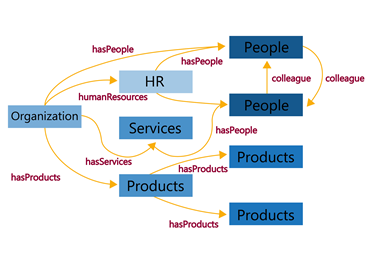 People
hasPeople
hasPeople
HR
colleague
colleague
humanResources
People
Organization
Services
hasPeople
hasServices
Products
hasProducts
hasProducts
Products
Products
hasProducts